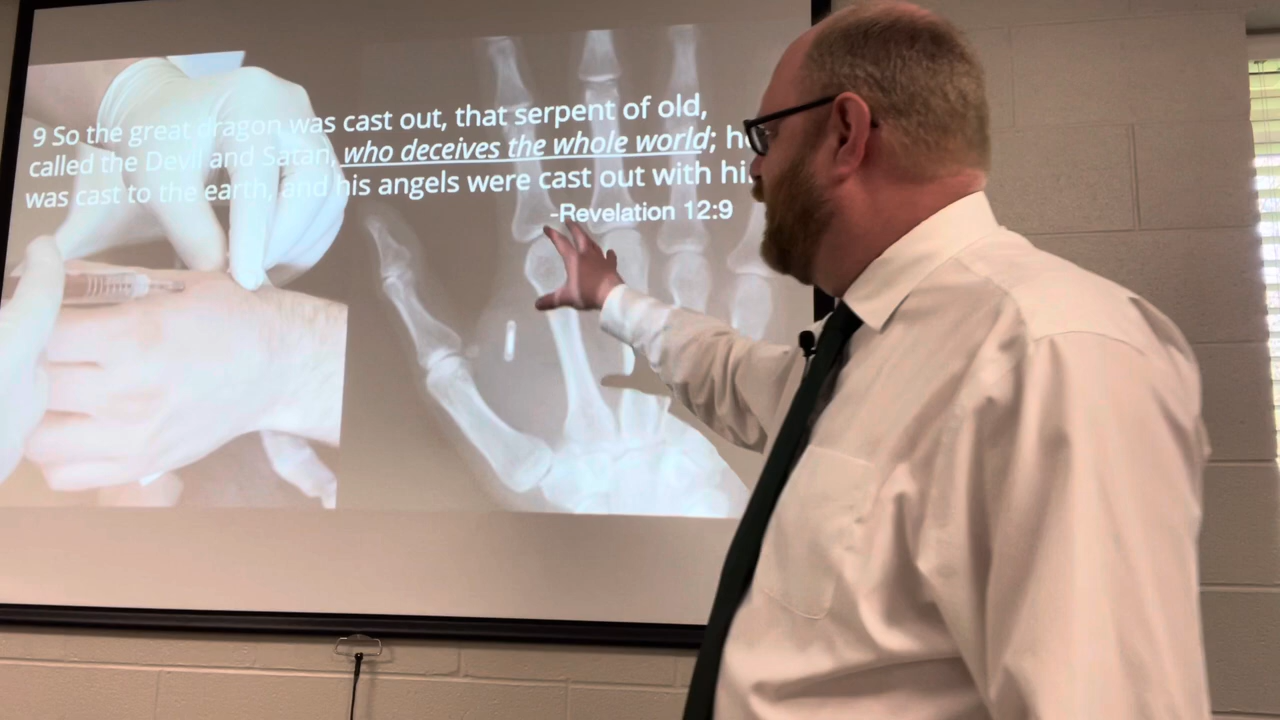 9 So the great dragon was cast out, that serpent of old,
called the Devil and Satan, who deceives the whole world; he
was cast to the earth, and his angels were cast out with hi
-Revelation 12:9